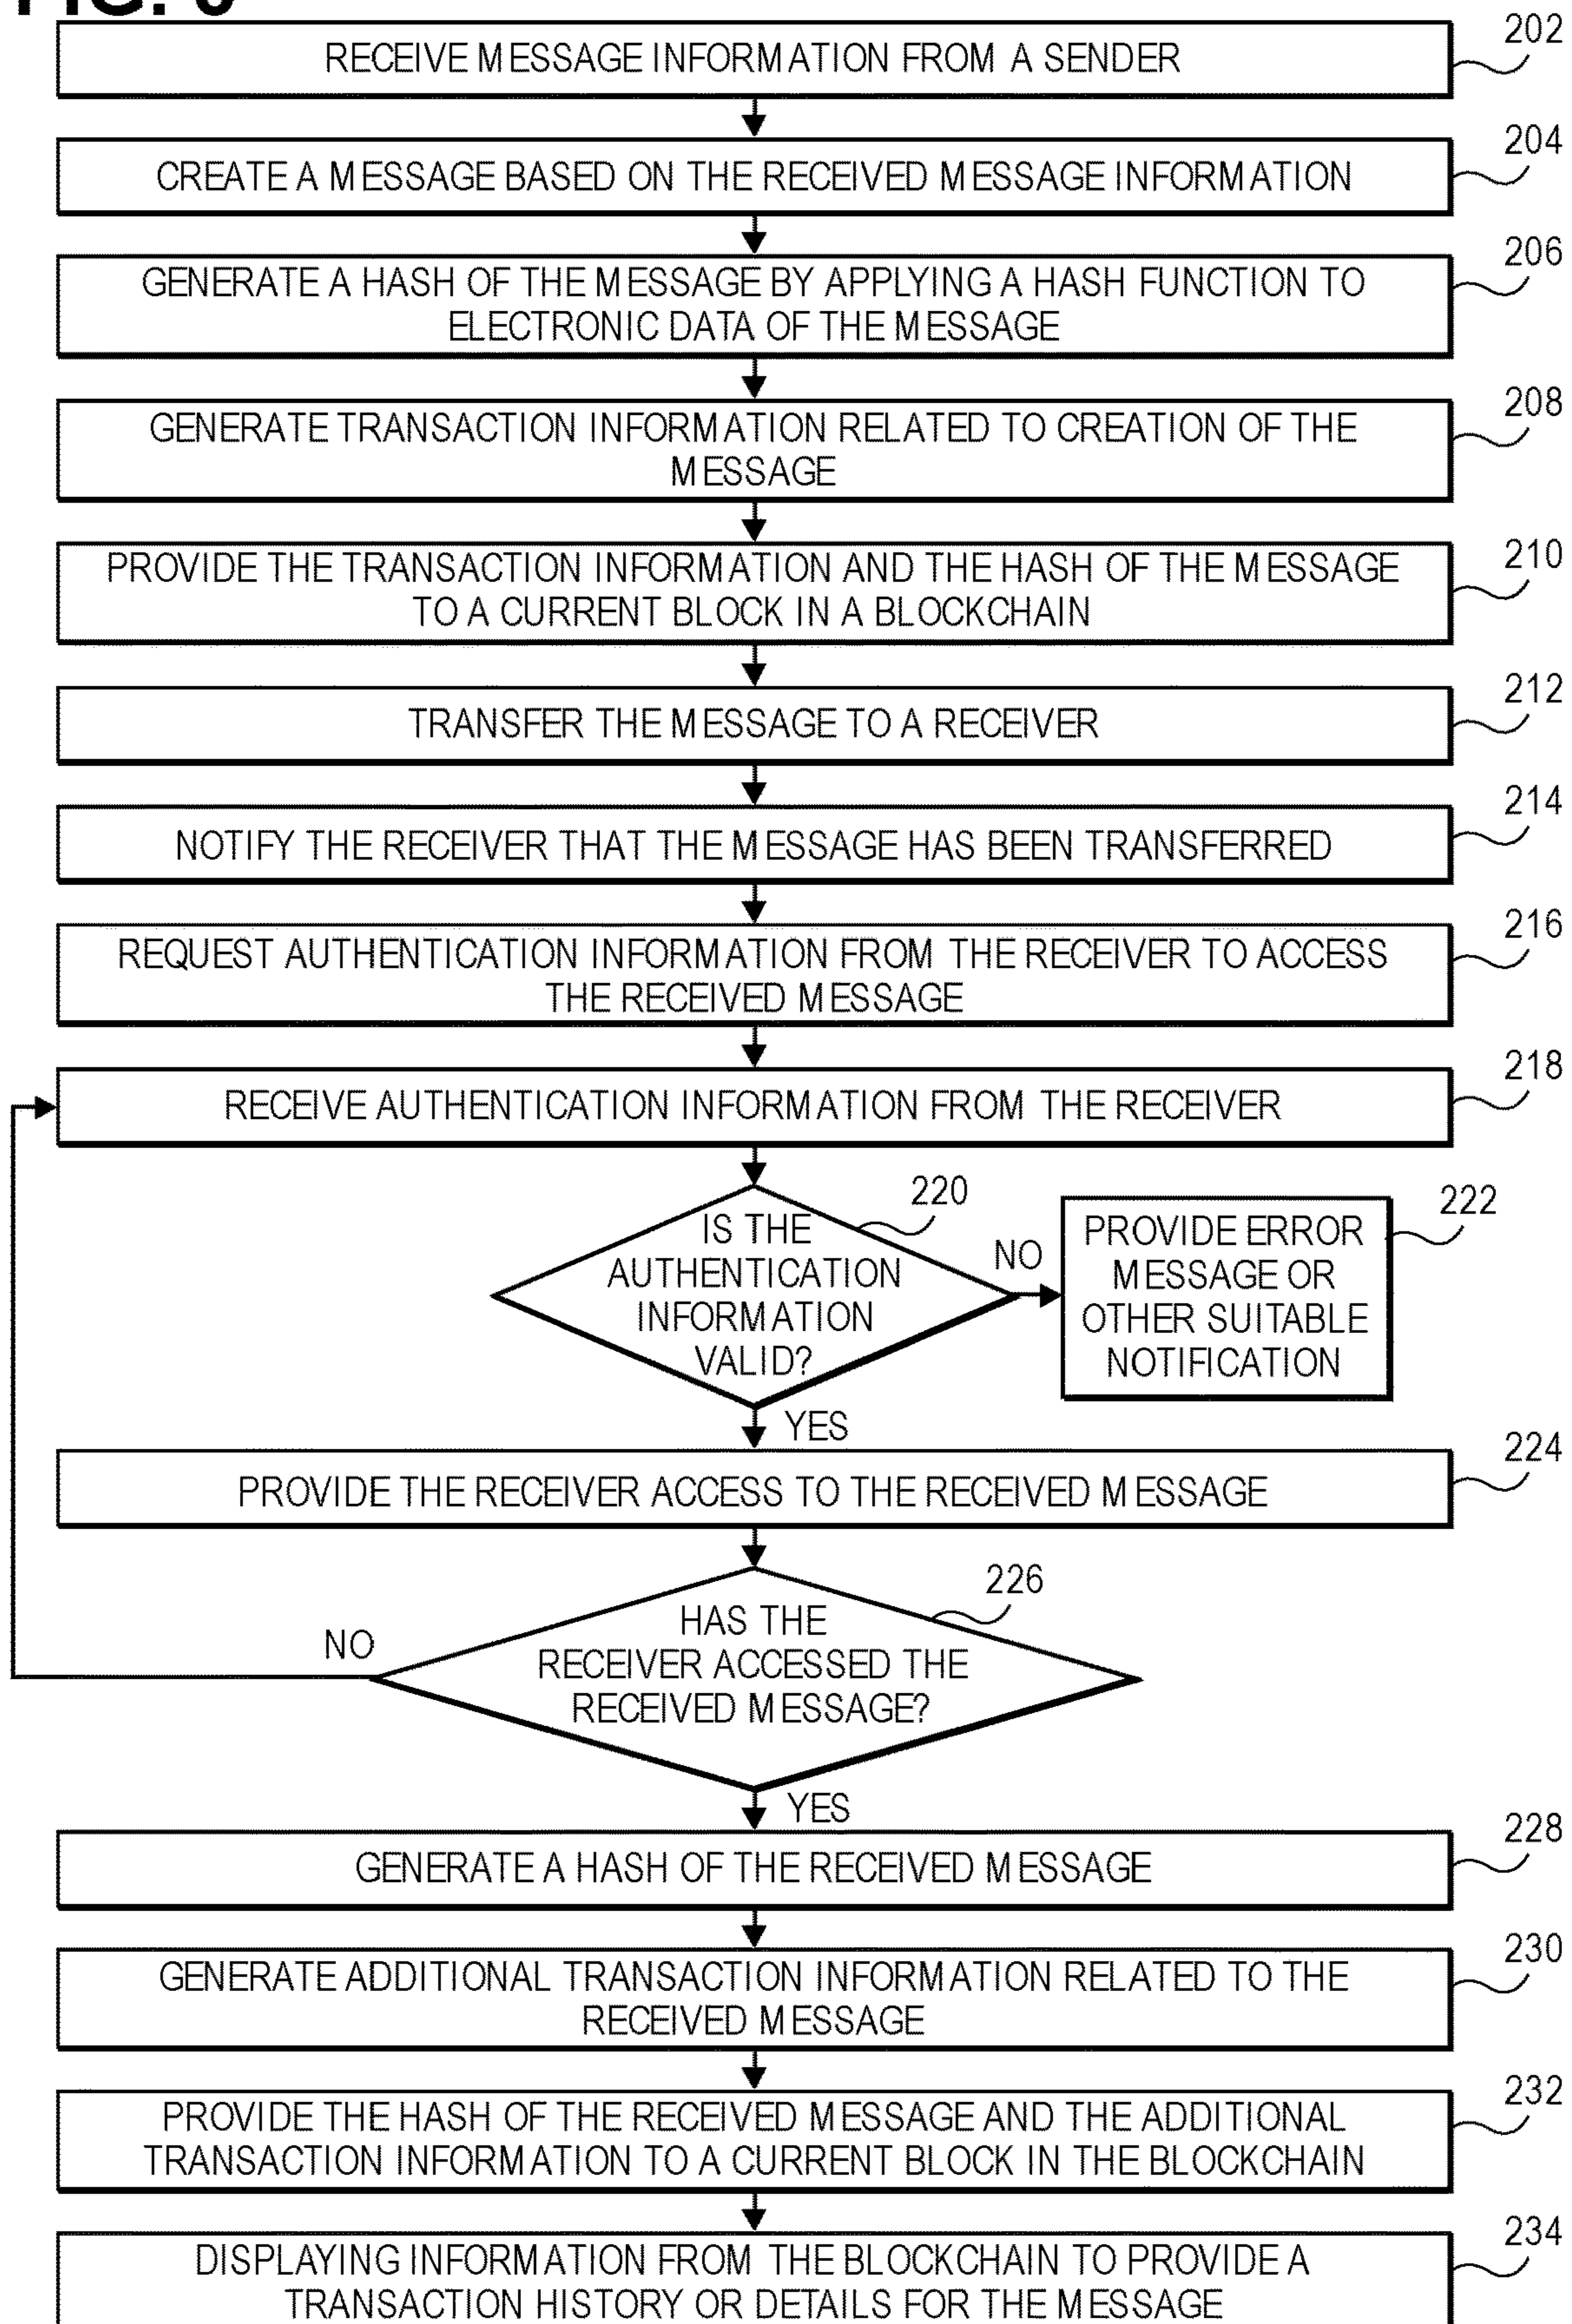 202
RECEIVE MESSAGE INFORMATION FROM A SENDER
204
CREATE A MESSAGE BASED ON THE RECEIVED MESSAGE INFORMATION
206
GENERATE A HASH OF THE MESSAGE BY APPLYING A HASH FUNCTION TO
ELECTRONIC DATA OF THE MESSAGE
208
GENERATE TRANSACTION INFORMATION RELATED TO CREATION OF THE
MESSAGE
210
PROVIDE THE TRANSACTION INFORMATION AND THE HASH OF THE MESSAGE
TO A CURRENT BLOCK IN A BLOCKCHAIN
212
TRANSFER THE MESSAGE TO A RECEIVER
214
NOTIFY THE RECEIVER THAT THE MESSAGE HAS BEEN TRANSFERRED
216
REQUEST AUTHENTICATION INFORMATION FROM THE RECEIVER TO ACCESS
THE RECEIVED MESSAGE
218
RECEIVE AUTHENTICATION INFORMATION FROM THE RECEIVER
220
IS THE
AUTHENTICATION
INFORMATION
VALID?
NO
222
PROVIDE ERROR
MESSAGE OR
OTHER SUITABLE
NOTIFICATION
YES
224
PROVIDE THE RECEIVER ACCESS TO THE RECEIVED MESSAGE
226
HAS THE
RECEIVER ACCESSED THE
RECEIVED MESSAGE?
NO
YES
228
GENERATE A HASH OF THE RECEIVED MESSAGE
230
GENERATE ADDITIONAL TRANSACTION INFORMATION RELATED TO THE
RECEIVED MESSAGE
232
PROVIDE THE HASH OF THE RECEIVED MESSAGE AND THE ADDITIONAL
TRANSACTION INFORMATION TO A CURRENT BLOCK IN THE BLOCKCHAIN
234
DISPLAYING INFORMATION FROM THE BLOCKCHAIN TO PROVIDE A
TRANSACTION HISTORY OR DETAILS FOR THE MESSAGE